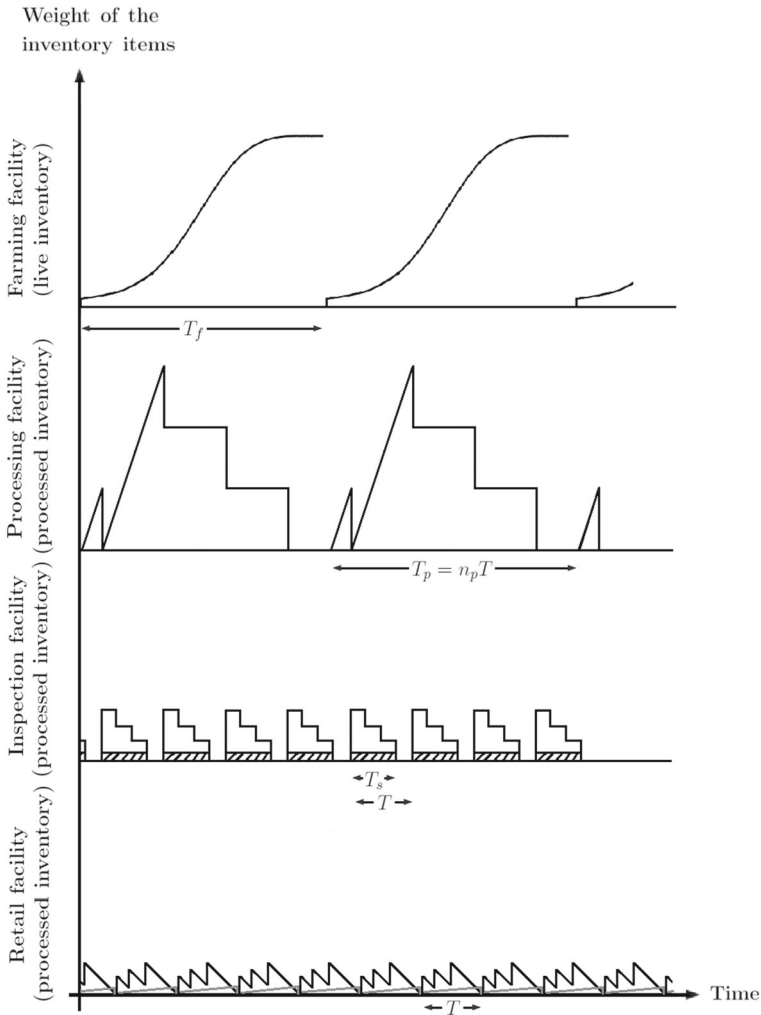 Weight of the
inventory items
Farming facility
(live inventory)
T_f
Processing facility
(processed inventory)
T_p = n_pT
Inspection facility
(processed inventory)
T_s
T
Retail facility
(processed inventory)
Time
T